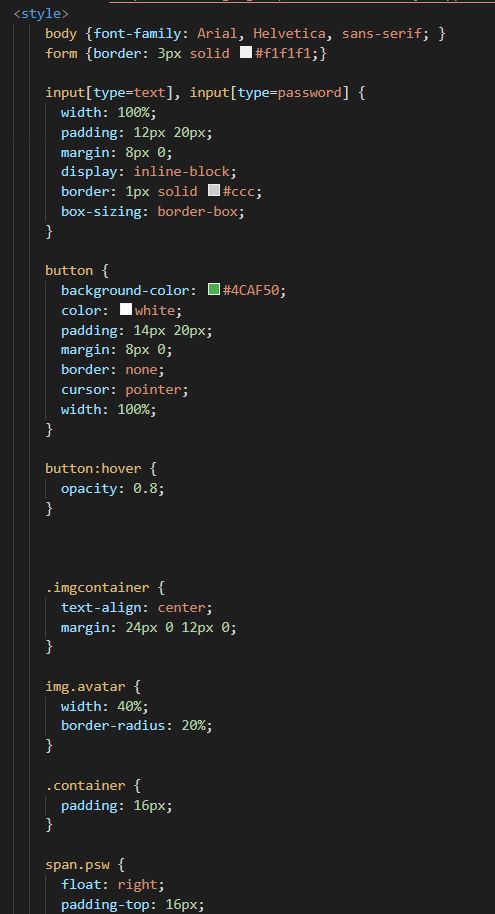 <style>
body {font-family: Arial, Helvetica, sans-serif; }
form {border: 3px solid #f1f1f1;}
input[type=text], input[type=password] {
width: 100%;
padding: 12px 20px;
margin: 8px 0;
display: inline-block;
border: 1px solid #ccc;
box-sizing: border-box;
}
button {
background-color: #4CAF50;
color: white;
padding: 14px 20px;
margin: 8px 0;
border: none;
cursor: pointer;
width: 100%;
}
button:hover {
opacity: 0.8;
}
.imgcontainer {
text-align: center;
margin: 24px 0 12px 0;
}
img.avatar {
width: 40%;
border-radius: 20%;
}
.container {
padding: 16px;
}
span.psw {
float: right;
padding-top: 16px;